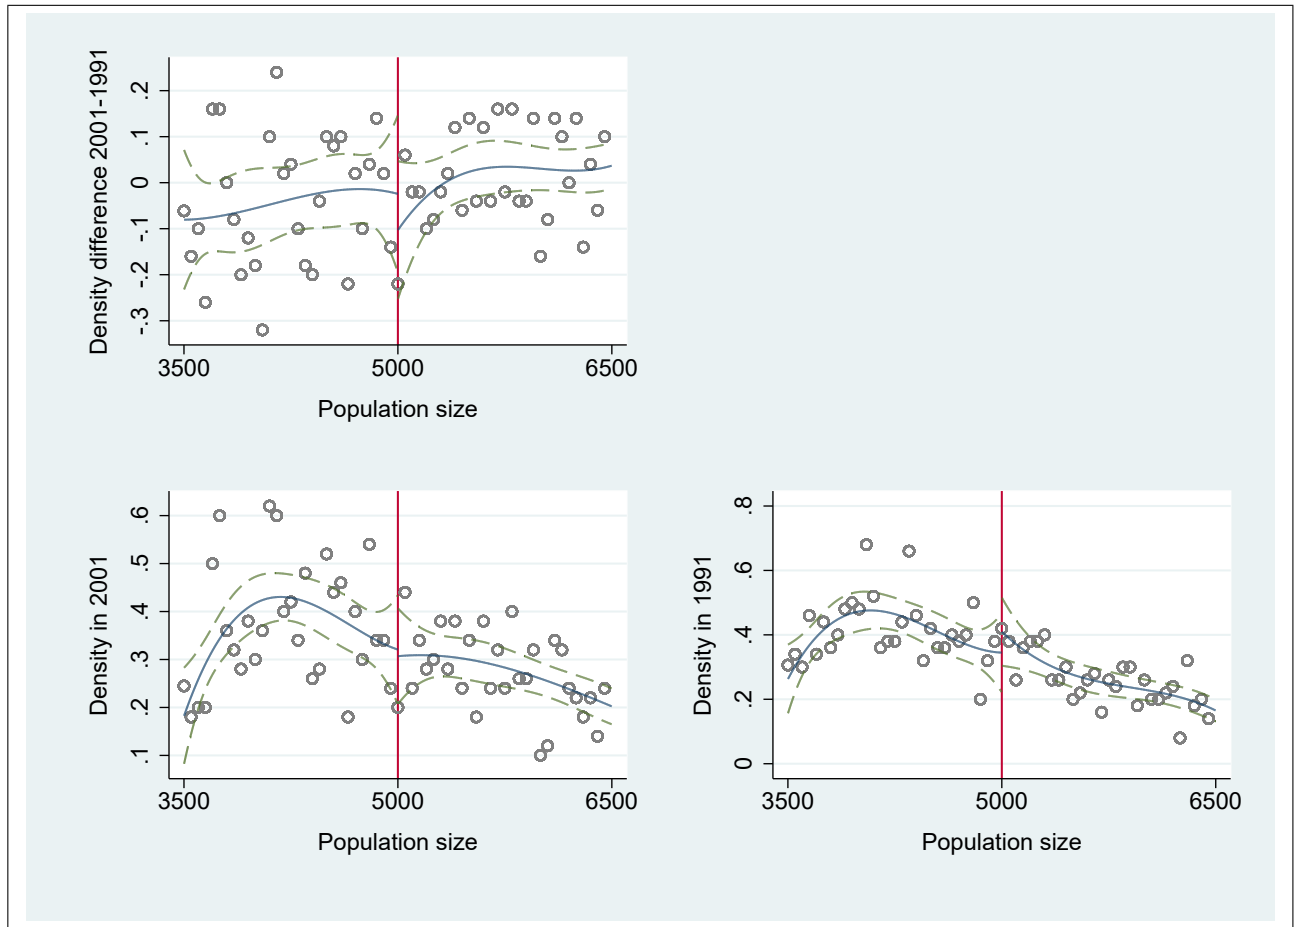 Density difference 2001-1991
.2
.1
0
-.1
-.2
-.3
3500 5000 6500
Population size
Density in 2001
.6
.5
.4
.3
.2
.1
3500 5000 6500
Population size
Density in 1991
.8
.6
.4
.2
0
3500 5000 6500
Population size